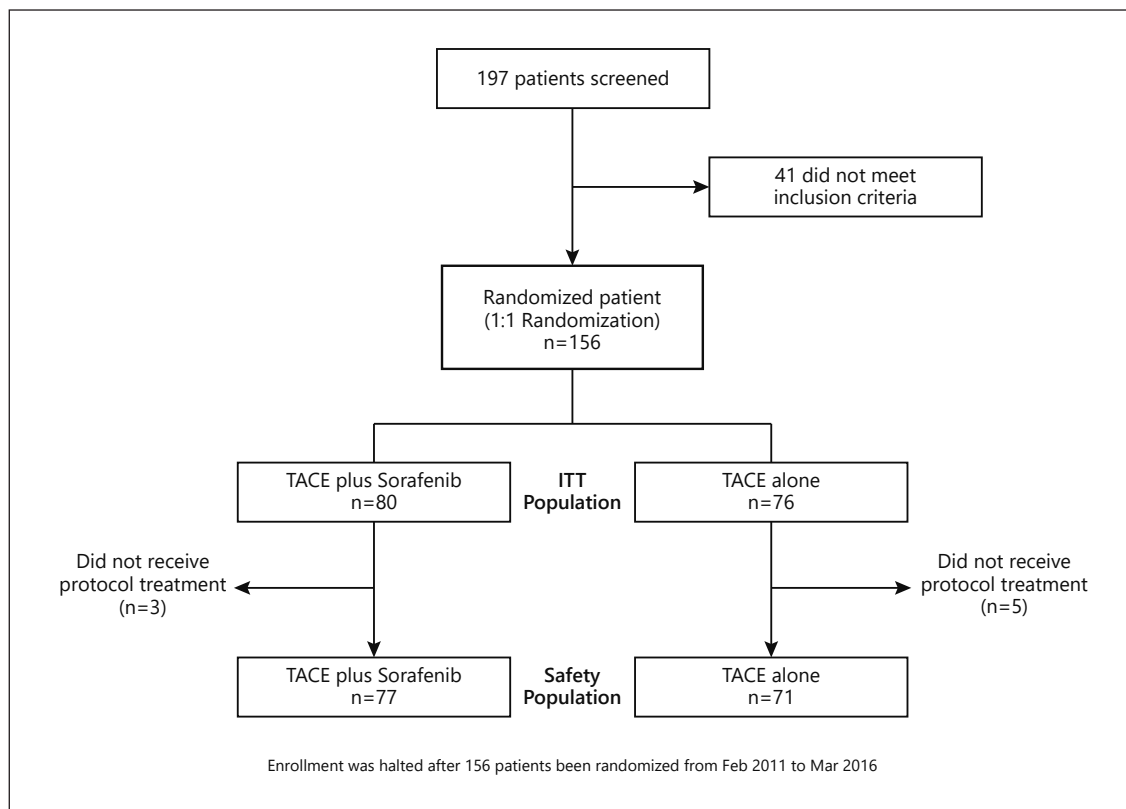 197 patients screened
41 did not meet
inclusion criteria
Randomized patient
(1:1 Randomization)
n=156
TACE plus Sorafenib
n=80
ITT
Population
TACE alone
n=76
Did not receive
protocol treatment
(n=3)
Did not receive
protocol treatment
(n=5)
TACE plus Sorafenib
n=77
Safety
Population
TACE alone
n=71
Enrollment was halted after 156 patients been randomized from Feb 2011 to Mar 2016